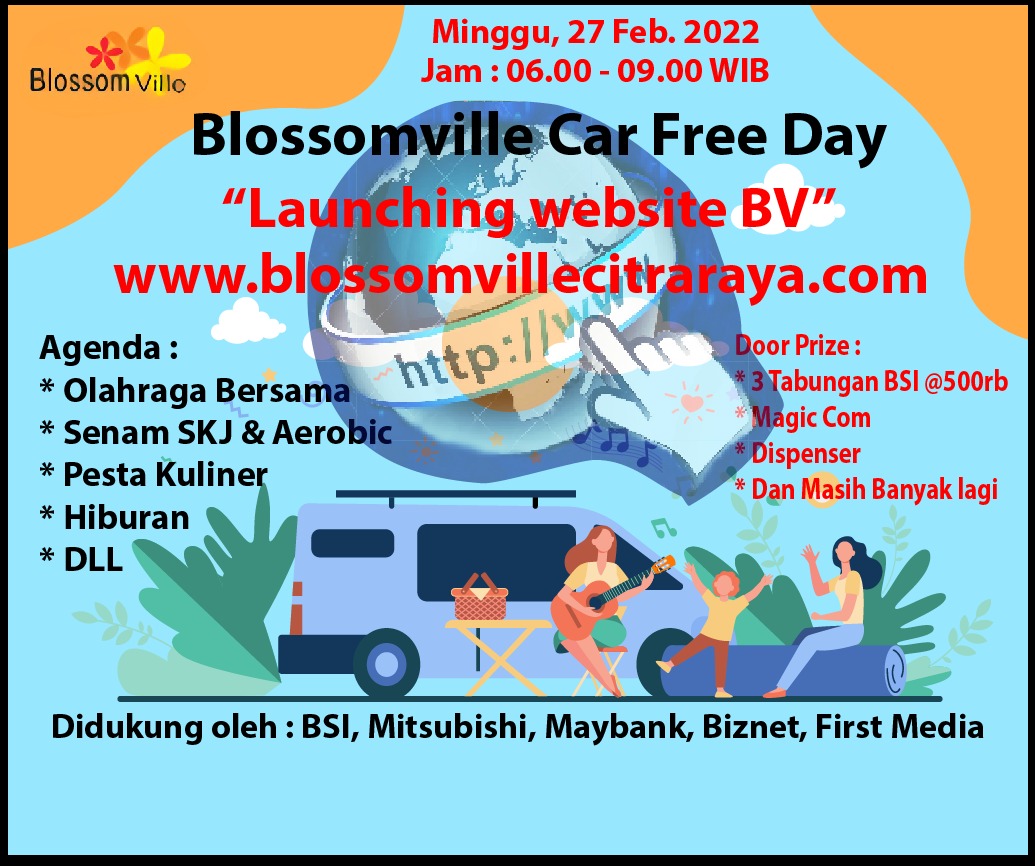 Blossom Ville
Minggu, 27 Feb. 2022
Jam : 06.00 - 09.00 WIB
Blossomville Car Free Day
“Launching website BV”
www.blossomvillecitraraya.com
http://www
Agenda :
* Olahraga Bersama
* Senam SKJ & Aerobic
* Pesta Kuliner
* Hiburan
* DLL
Door Prize :
* 3 Tabungan BSI @500rb
* Magic Com
* Dispenser
* Dan Masih Banyak lagi
Didukung oleh : BSI, Mitsubishi, Maybank, Biznet, First Media